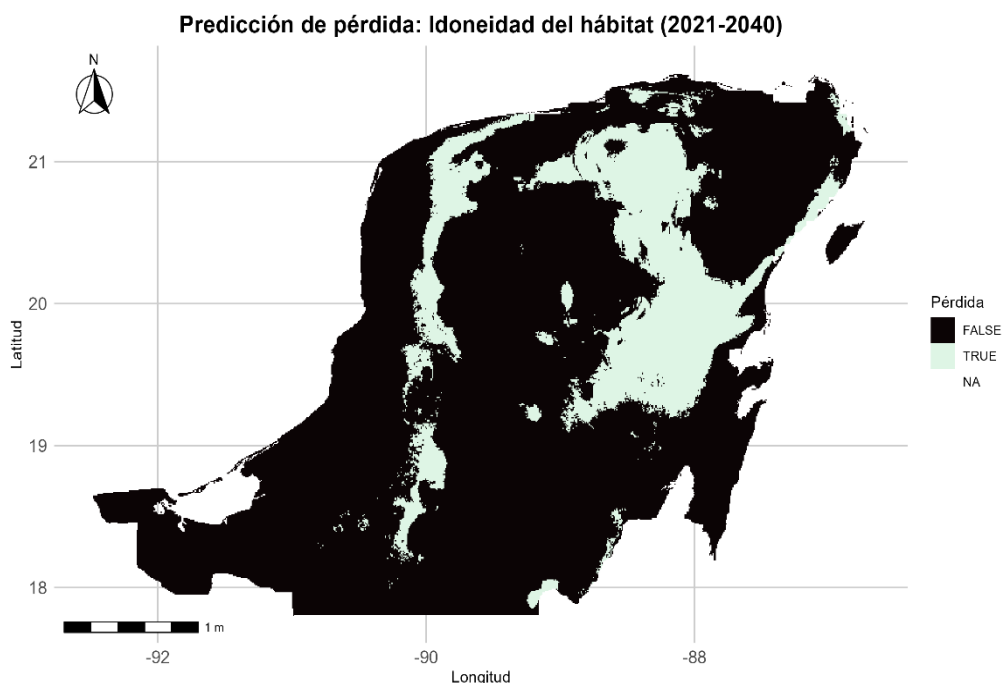 Predicción de pérdida: Idoneidad del hábitat (2021-2040)
N
21
20
19
18
Latitud
Pérdida
FALSE
TRUE
NA
1 m
-92
-90
-88
Longitud